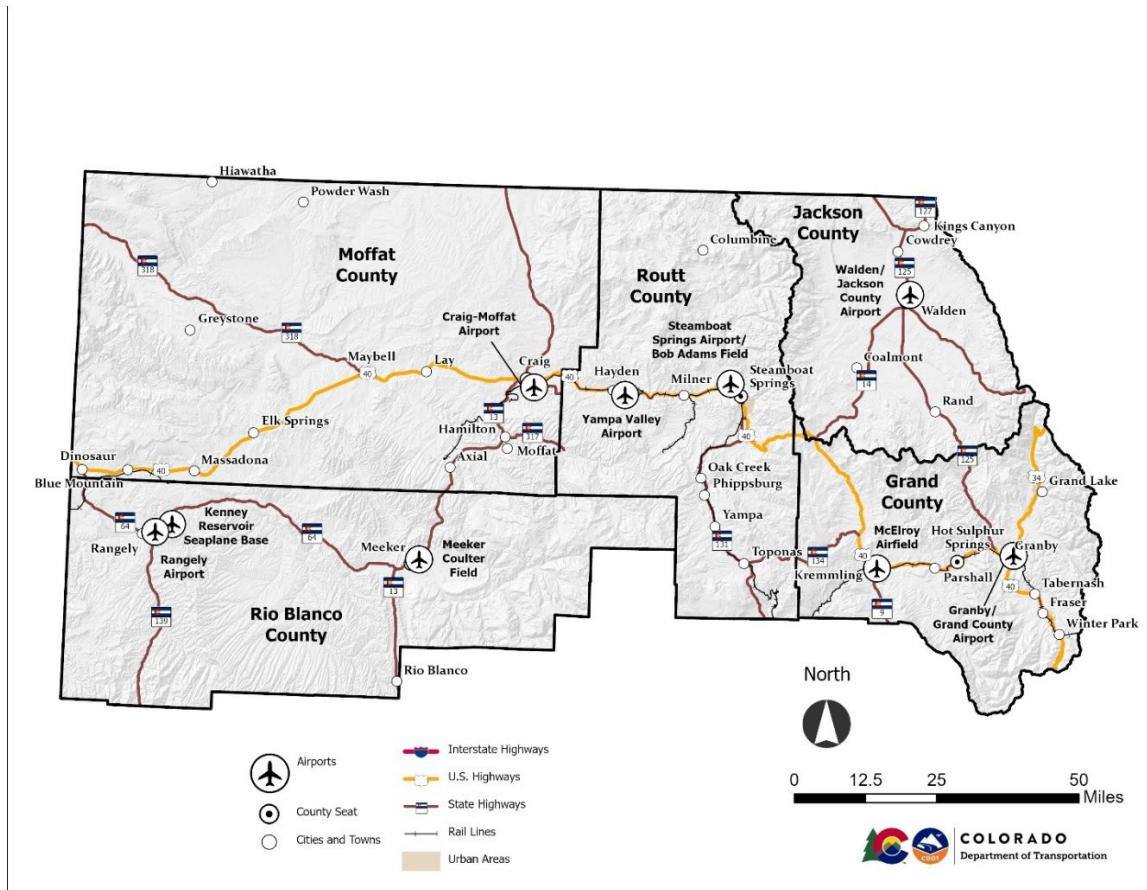 Hiawatha
Powder Wash
Moffat
County
318
318
Greystone
Maybell
40
Lay
Craig-Moffat
Airport
Craig
40
13
Hamilton
317
Moffat
Axial
Elk Springs
Massadona
40
Dinosaur
Blue Mountain
Jackson
County
127
Kings Canyon
Cowdrey
125
Walden/
Jackson
County
Airport
Walden
Coalmont
14
Rand
125
Columbine
Routt
County
Steamboat
Springs Airport/
Bob Adams Field
Steamboat
Springs
Hayden
Milner
Yampa Valley
Airport
40
Oak Creek
Phippsburg
Yampa
131
Toponas
134
Grand
County
34
Grand Lake
McElroy
Airfield
Hot Sulphur
Springs
40
Kremmling
9
Parshall
Granby
40
Tabernash
Fraser
Winter Park
Granby/
Grand County
Airport
64
Rangely
Kenney
Reservoir
Seaplane Base
Rangely
Airport
64
Meeker
Meeker
Coulter
Field
13
139
Rio Blanco
County
Rio Blanco
North
0 12.5 25 50
Miles
Airports
County Seat
Cities and Towns
Interstate Highways
U.S. Highways
State Highways
Rail Lines
Urban Areas
CDOT
COLORADO
Department of Transportation